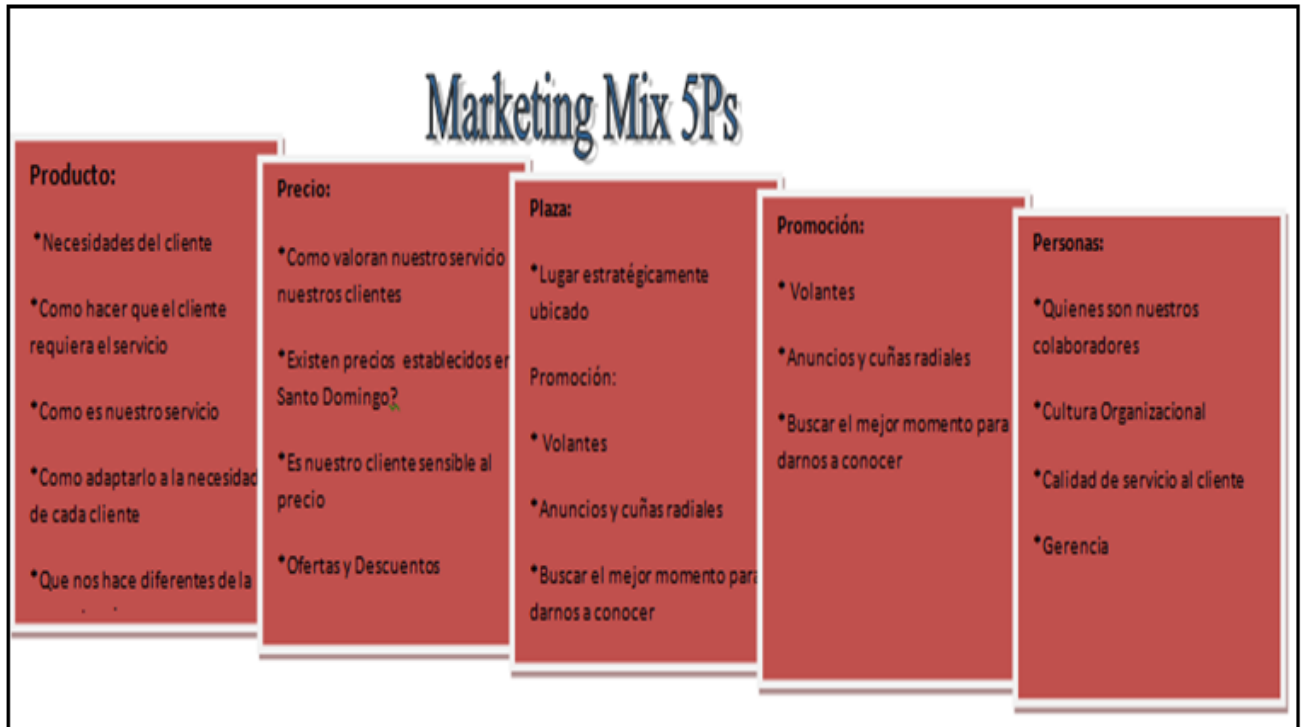 Marketing Mix 5Ps
Producto:
*Necesidades del cliente
*Como hacer que el cliente
requiera el servicio
*Como es nuestro servicio
*Como adaptarlo a la necesidad
de cada cliente
*Que nos hace diferentes de la
Precio:
*Como valoran nuestro servicio
nuestros clientes
*Existen precios establecidos en
Santo Domingo?
*Es nuestro cliente sensible al
precio
*Ofertas y Descuentos
Plaza:
*Lugar estratégicamente
ubicado
Promoción:
* Volantes
*Anuncios y cuñas radiales
*Buscar el mejor momento para
darnos a conocer
Promoción:
* Volantes
*Anuncios y cuñas radiales
*Buscar el mejor momento para
darnos a conocer
Personas:
*Quienes son nuestros
colaboradores
*Cultura Organizacional
*Calidad de servicio al cliente
*Gerencia